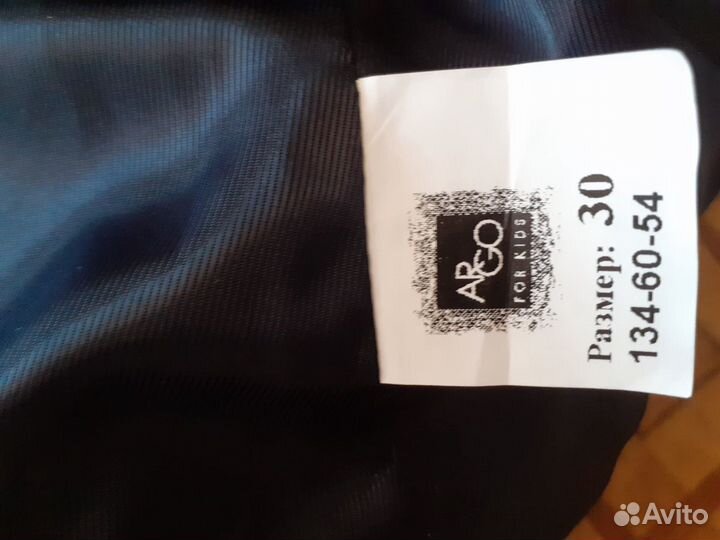 ARGO
FOR KIDS
Размер: 30
134-60-54
Avito